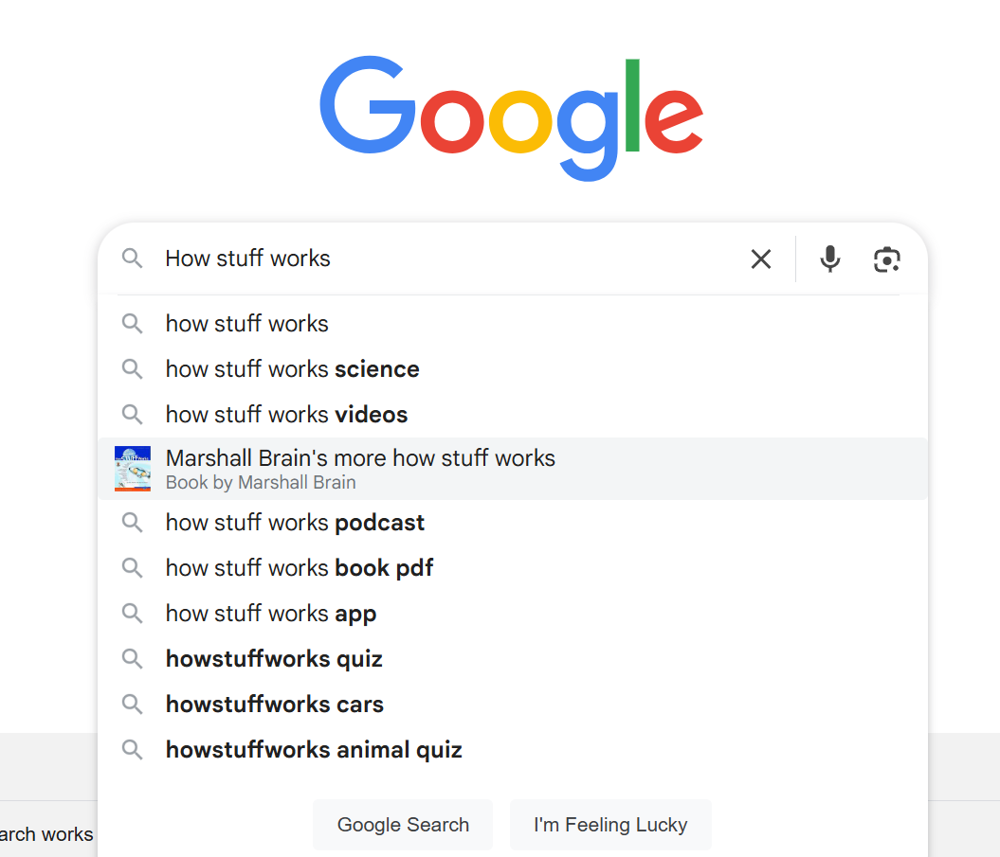 Google
How stuff works
how stuff works
how stuff works science
how stuff works videos
Marshall Brain's more how stuff works
Book by Marshall Brain
how stuff works podcast
how stuff works book pdf
how stuff works app
howstuffworks quiz
howstuffworks cars
howstuffworks animal quiz
Google Search
I'm Feeling Lucky
arch works